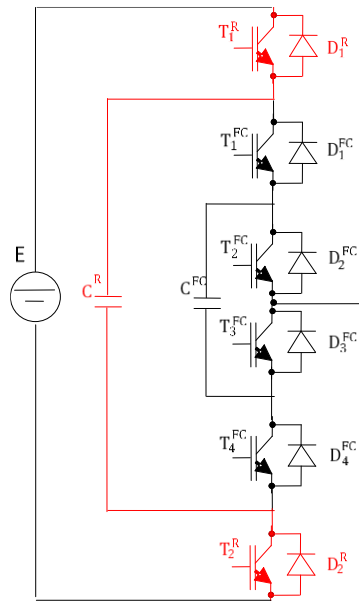 T₁ᴿ D₁ᴿ
T₁ᶠᶜ D₁ᶠᶜ
E
T₂ᶠᶜ D₂ᶠᶜ
Cᴿ Cᶠᶜ
T₃ᶠᶜ D₃ᶠᶜ
T₄ᶠᶜ D₄ᶠᶜ
T₂ᴿ D₂ᴿ